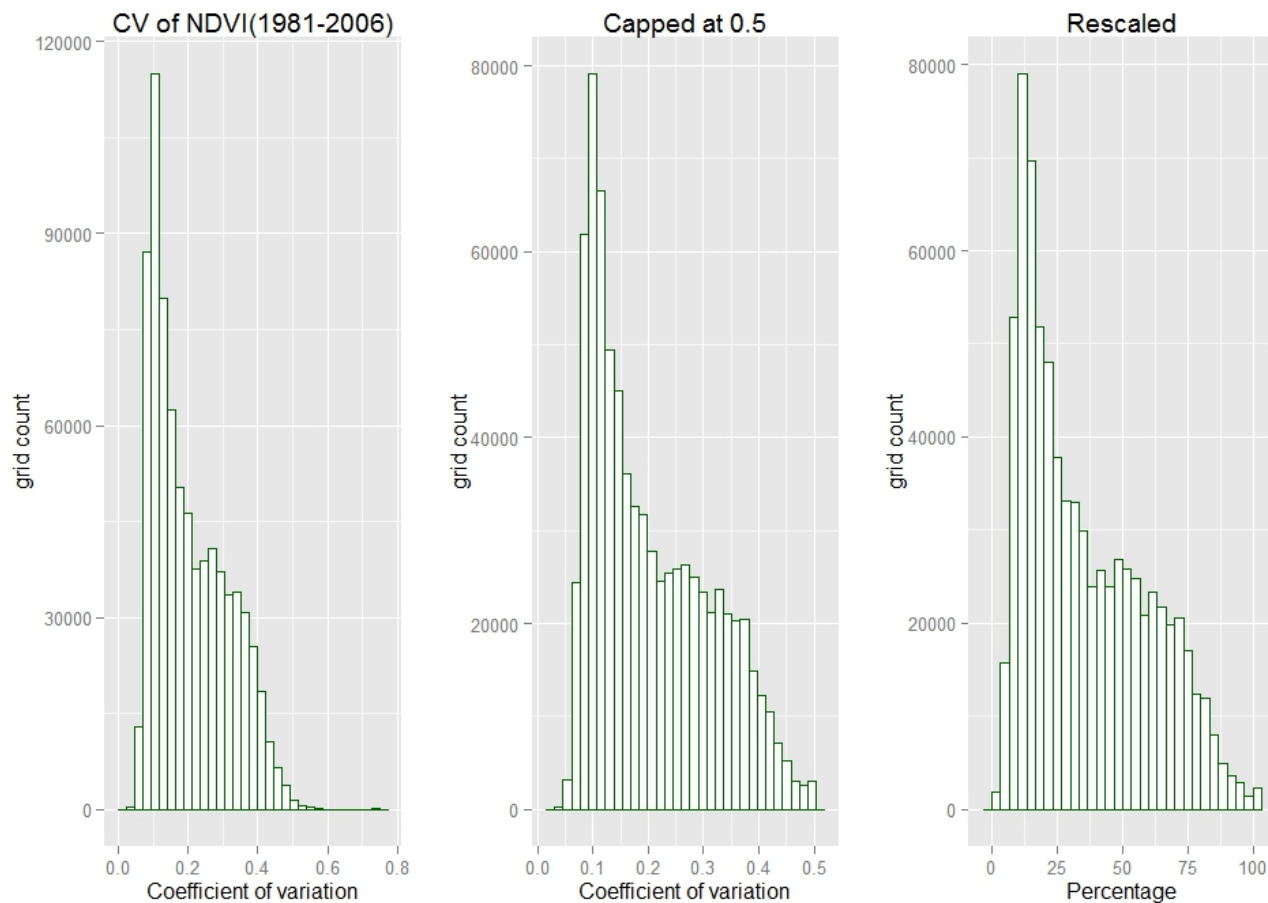 CV of NDVI(1981-2006)
120000
90000
60000
30000
0
grid count
0.0 0.2 0.4 0.6 0.8
Coefficient of variation
Capped at 0.5
80000
60000
40000
20000
0
grid count
0.0 0.1 0.2 0.3 0.4 0.5
Coefficient of variation
Rescaled
80000
60000
40000
20000
0
grid count
0 25 50 75 100
Percentage